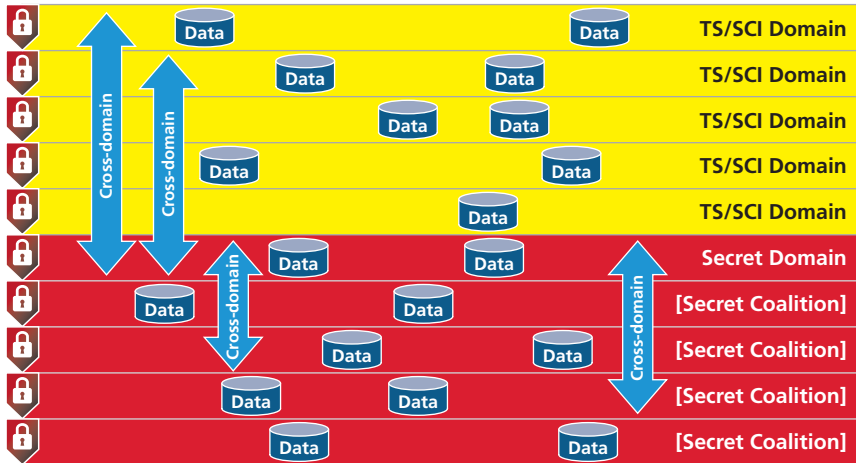 Data Data TS/SCI Domain
Data Data TS/SCI Domain
Data Data TS/SCI Domain
Data Data TS/SCI Domain
Data TS/SCI Domain
Cross-domain
Cross-domain
Data Data Secret Domain
Data Data [Secret Coalition]
Data Data [Secret Coalition]
Data Data [Secret Coalition]
Data Data [Secret Coalition]
Cross-domain
Cross-domain